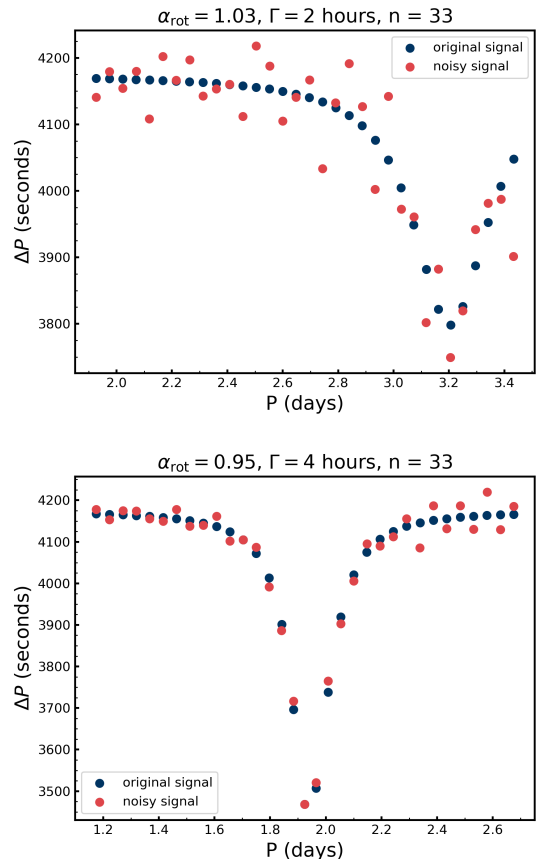 α_rot = 1.03, Γ = 2 hours, n = 33
original signal
noisy signal
4200
4100
4000
3900
3800
ΔP (seconds)
2.0 2.2 2.4 2.6 2.8 3.0 3.2 3.4
P (days)
α_rot = 0.95, Γ = 4 hours, n = 33
4200
4100
4000
3900
3800
3700
3600
3500
ΔP (seconds)
original signal
noisy signal
1.2 1.4 1.6 1.8 2.0 2.2 2.4 2.6
P (days)